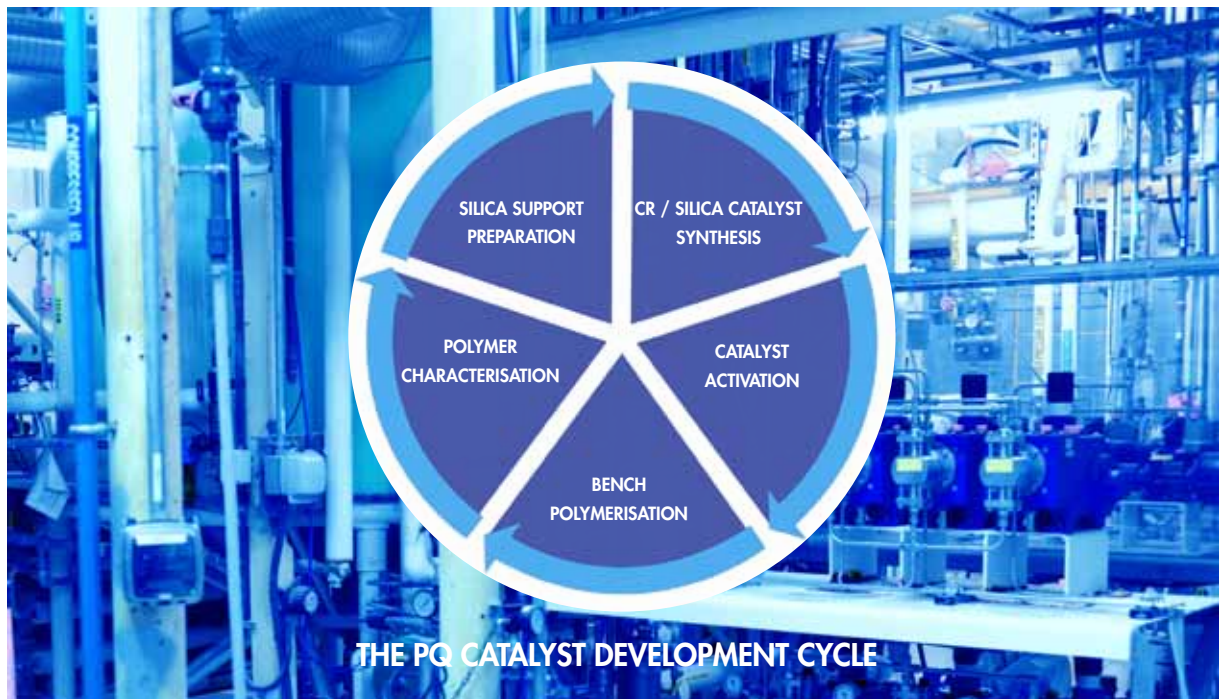 SILICA SUPPORT
PREPARATION
CR / SILICA CATALYST
SYNTHESIS
CATALYST
ACTIVATION
BENCH
POLYMERISATION
POLYMER
CHARACTERISATION
THE PQ CATALYST DEVELOPMENT CYCLE